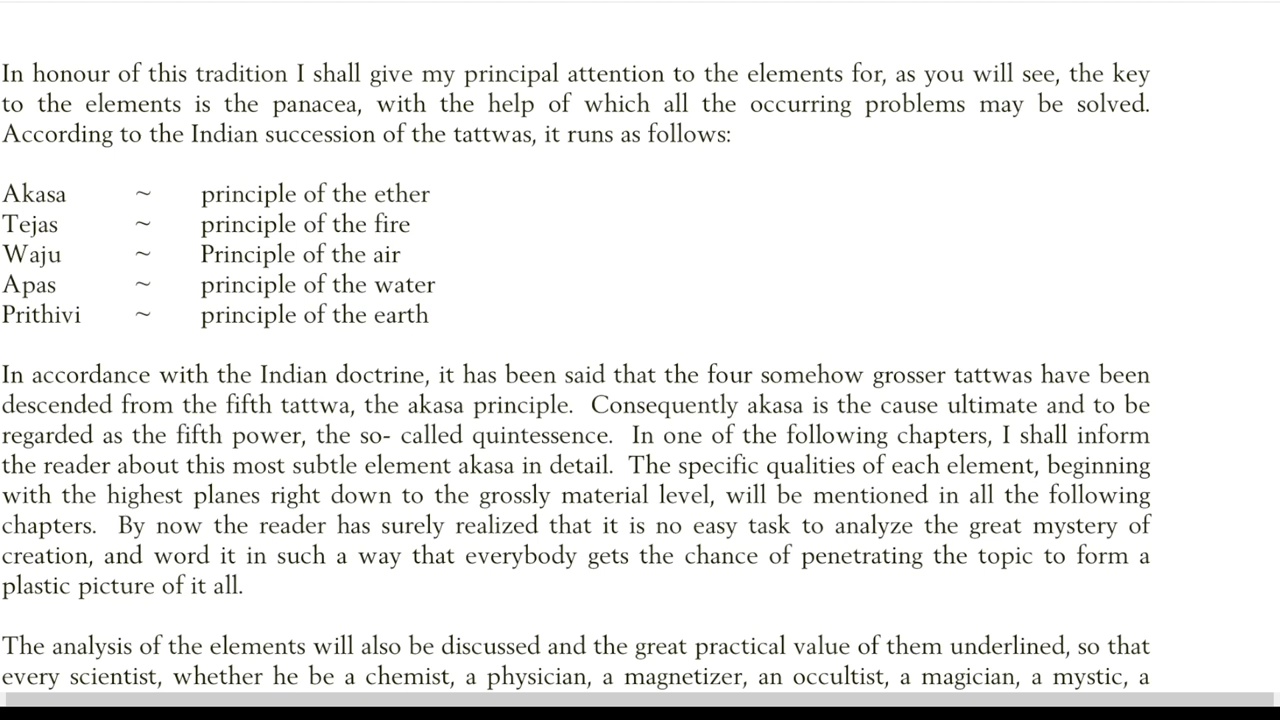 In honour of this tradition I shall give my principal attention to the elements for, as you will see, the key
to the elements is the panacea, with the help of which all the occurring problems may be solved.
According to the Indian succession of the tattwas, it runs as follows:
Akasa ~ principle of the ether
Tejas ~ principle of the fire
Waju ~ Principle of the air
Apas ~ principle of the water
Prithivi ~ principle of the earth
In accordance with the Indian doctrine, it has been said that the four somehow grosser tattwas have been
descended from the fifth tattwa, the akasa principle. Consequently akasa is the cause ultimate and to be
regarded as the fifth power, the so- called quintessence. In one of the following chapters, I shall inform
the reader about this most subtle element akasa in detail. The specific qualities of each element, beginning
with the highest planes right down to the grossly material level, will be mentioned in all the following
chapters. By now the reader has surely realized that it is no easy task to analyze the great mystery of
creation, and word it in such a way that everybody gets the chance of penetrating the topic to form a
plastic picture of it all.
The analysis of the elements will also be discussed and the great practical value of them underlined, so that
every scientist, whether he be a chemist, a physician, a magnetizer, an occultist, a magician, a mystic, a